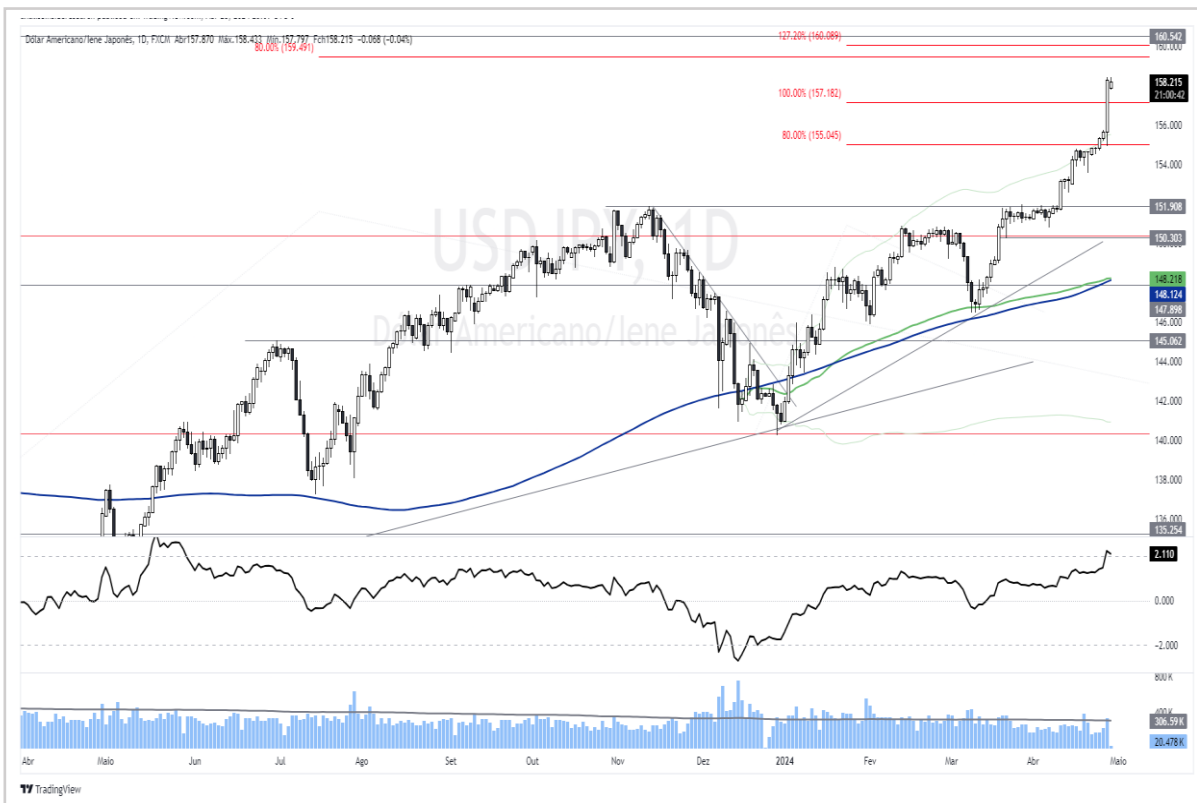 Dólar Americano/Iene Japonês, 1D, FXCM Abr157.870 Máx.158.433 Mín.157.797 Fch158.215 -0.068 (-0.04%)
127.20% (160.089)
160.542
160.000
80.00% (159.491)
158.215
21:00:42
100.00% (157.182)
156.000
80.00% (155.045)
154.000
151.908
150.303
USDJPY, 1D
Dólar Americano/Iene Japonês
148.218
148.124
147.898
146.000
145.062
144.000
142.000
140.000
138.000
136.000
135.254
2.110
0.000
-2.000
800 K
400 K
306.59 K
20.478 K
Abr Maio Jun Jul Ago Set Out Nov Dez 2024 Fev Mar Abr Maio
TradingView